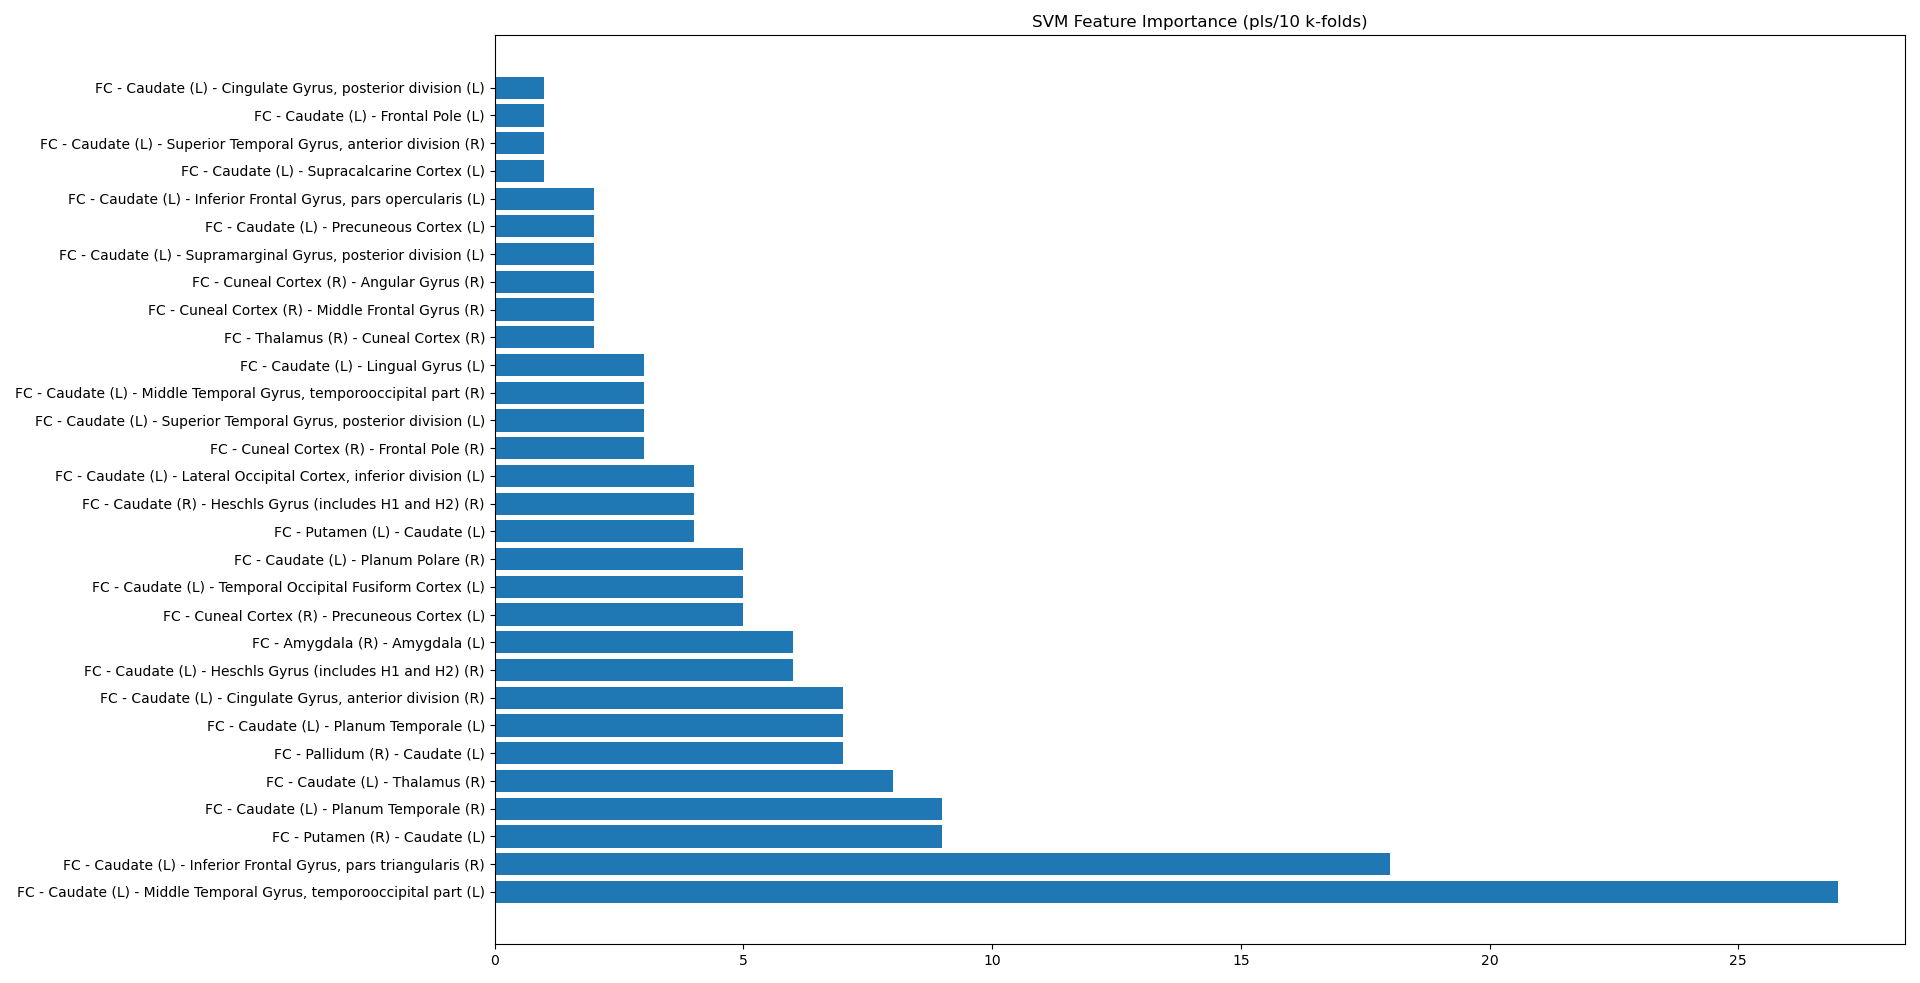 SVM Feature Importance (pls/10 k-folds)
FC - Caudate (L) - Cingulate Gyrus, posterior division (L)
FC - Caudate (L) - Frontal Pole (L)
FC - Caudate (L) - Superior Temporal Gyrus, anterior division (R)
FC - Caudate (L) - Supracalcarine Cortex (L)
FC - Caudate (L) - Inferior Frontal Gyrus, pars opercularis (L)
FC - Caudate (L) - Precuneous Cortex (L)
FC - Caudate (L) - Supramarginal Gyrus, posterior division (L)
FC - Cuneal Cortex (R) - Angular Gyrus (R)
FC - Cuneal Cortex (R) - Middle Frontal Gyrus (R)
FC - Thalamus (R) - Cuneal Cortex (R)
FC - Caudate (L) - Lingual Gyrus (L)
FC - Caudate (L) - Middle Temporal Gyrus, temporooccipital part (R)
FC - Caudate (L) - Superior Temporal Gyrus, posterior division (L)
FC - Cuneal Cortex (R) - Frontal Pole (R)
FC - Caudate (L) - Lateral Occipital Cortex, inferior division (L)
FC - Caudate (R) - Heschls Gyrus (includes H1 and H2) (R)
FC - Putamen (L) - Caudate (L)
FC - Caudate (L) - Planum Polare (R)
FC - Caudate (L) - Temporal Occipital Fusiform Cortex (L)
FC - Cuneal Cortex (R) - Precuneous Cortex (L)
FC - Amygdala (R) - Amygdala (L)
FC - Caudate (L) - Heschls Gyrus (includes H1 and H2) (R)
FC - Caudate (L) - Cingulate Gyrus, anterior division (R)
FC - Caudate (L) - Planum Temporale (L)
FC - Pallidum (R) - Caudate (L)
FC - Caudate (L) - Thalamus (R)
FC - Caudate (L) - Planum Temporale (R)
FC - Putamen (R) - Caudate (L)
FC - Caudate (L) - Inferior Frontal Gyrus, pars triangularis (R)
FC - Caudate (L) - Middle Temporal Gyrus, temporooccipital part (L)
0 5 10 15 20 25